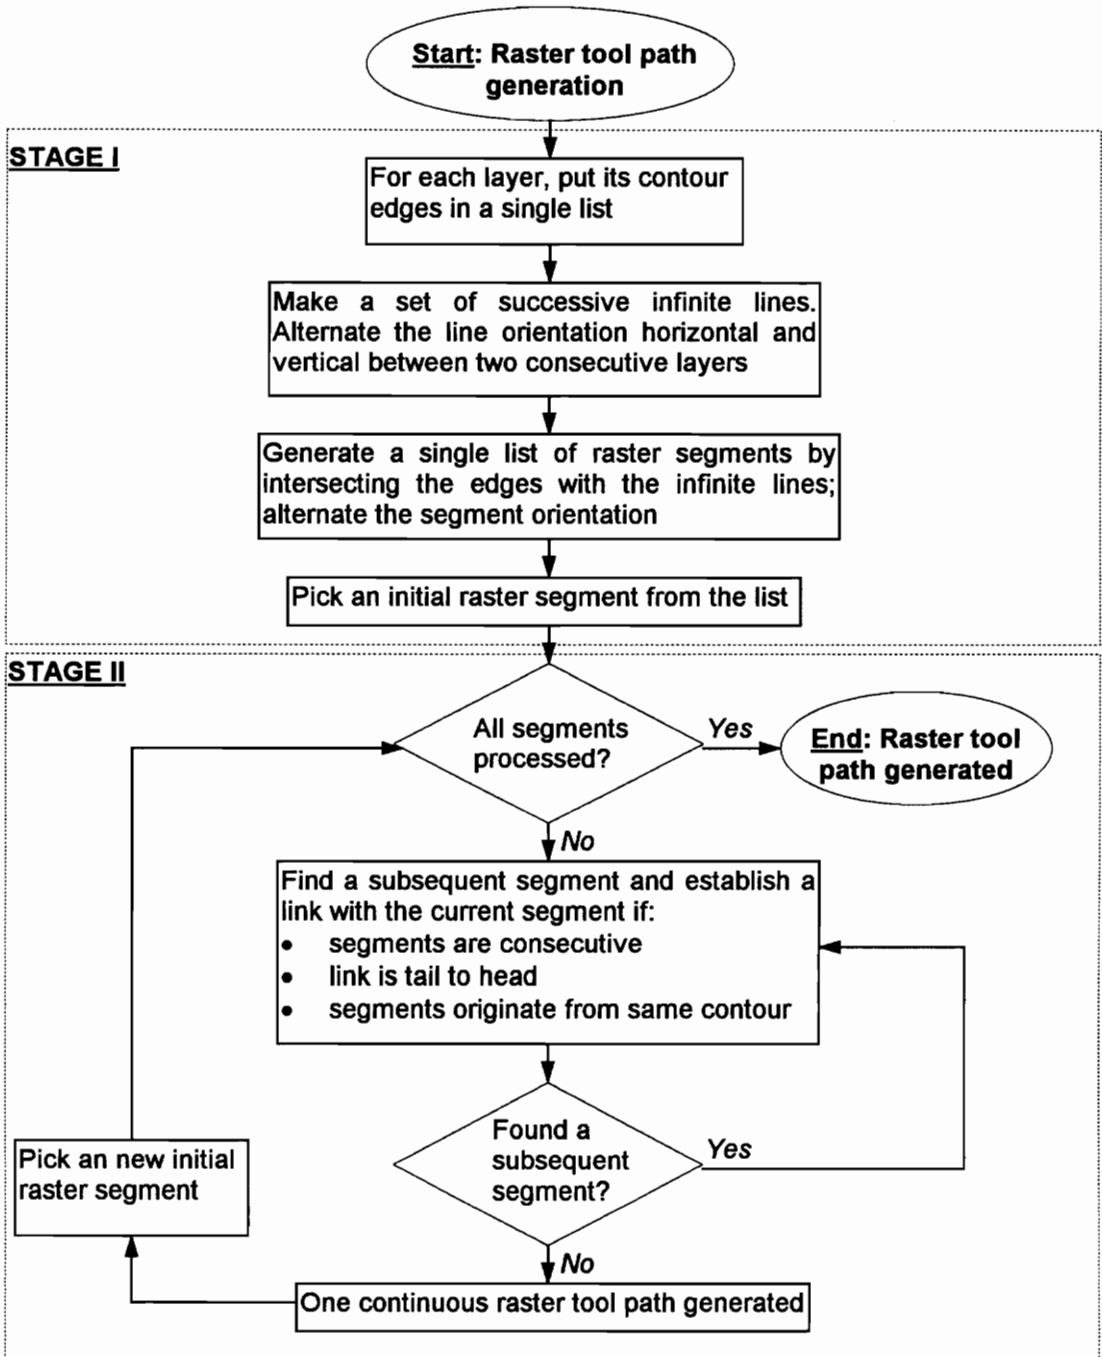 Start: Raster tool path
generation
STAGE I
For each layer, put its contour
edges in a single list
Make a set of successive infinite lines.
Alternate the line orientation horizontal and
vertical between two consecutive layers
Generate a single list of raster segments by
intersecting the edges with the infinite lines;
alternate the segment orientation
Pick an initial raster segment from the list
STAGE II
All segments
processed?
Yes
End: Raster tool
path generated
No
Find a subsequent segment and establish a
link with the current segment if:
• segments are consecutive
• link is tail to head
• segments originate from same contour
Found a
subsequent
segment?
Yes
Pick an new initial
raster segment
No
One continuous raster tool path generated